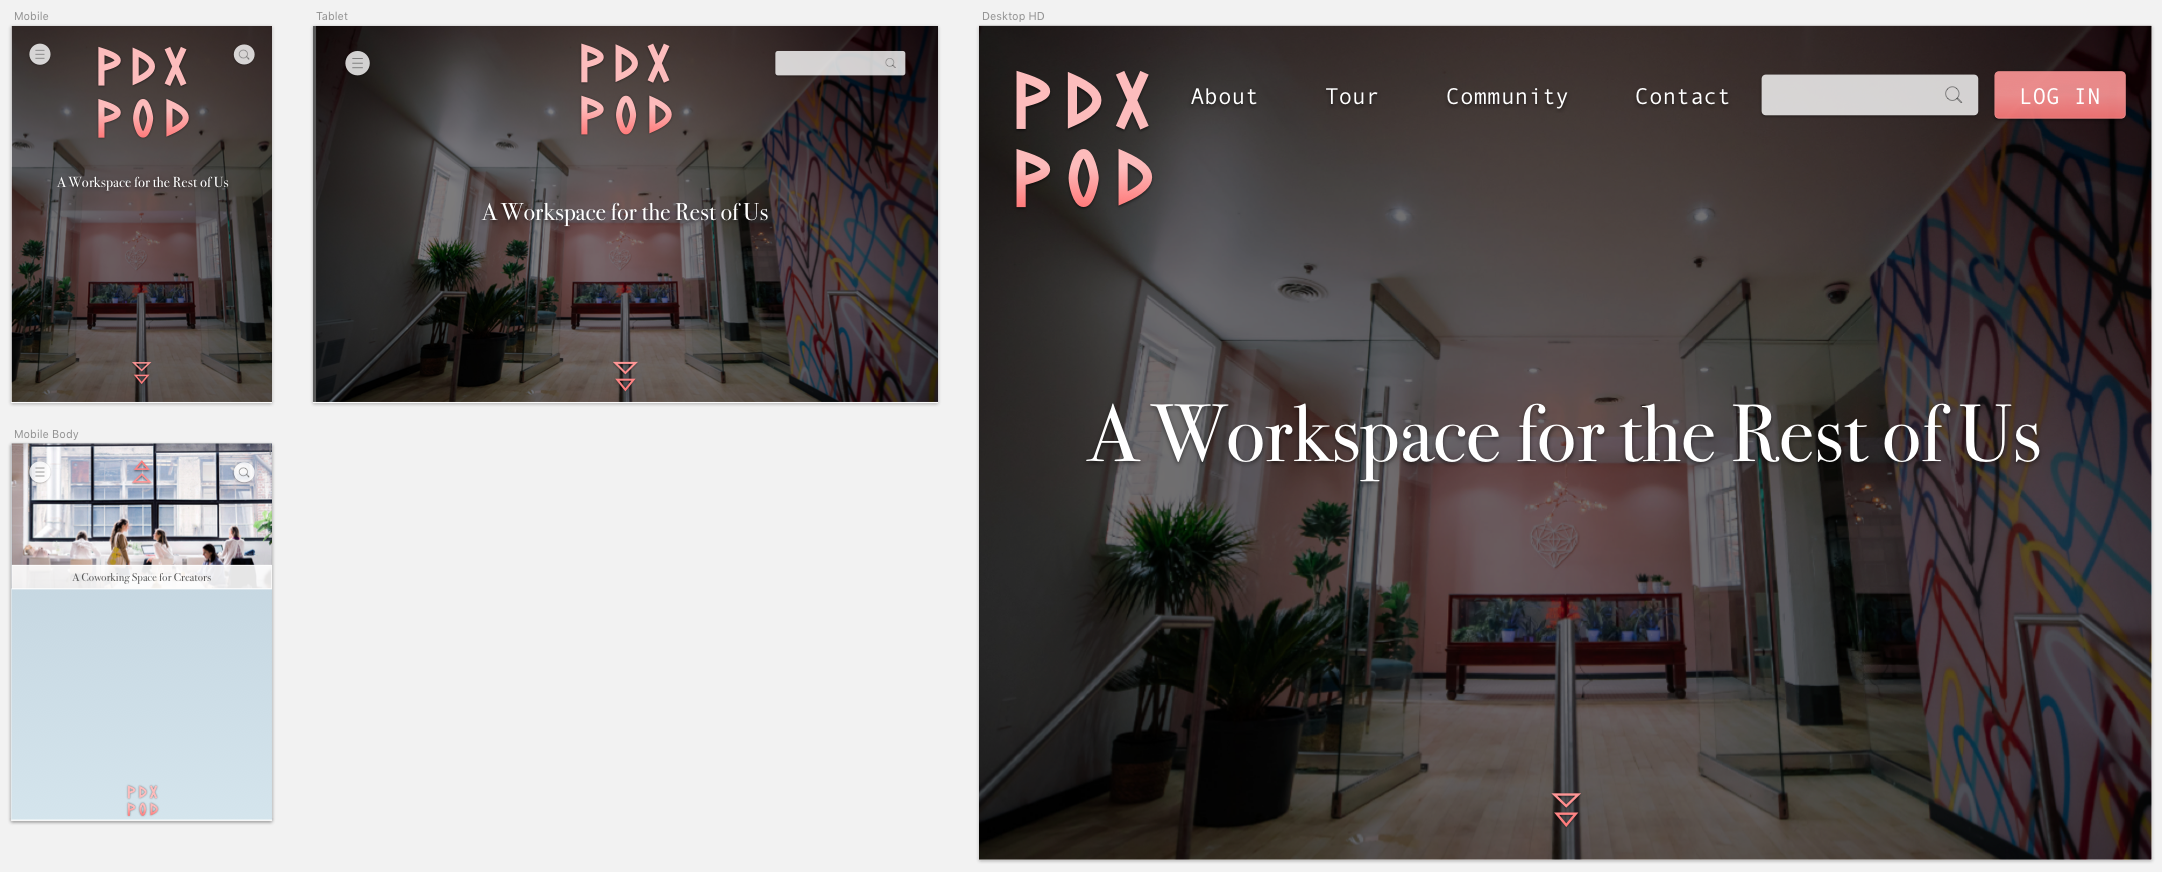 Mobile
PDX
POD
A Workspace for the Rest of Us
Tablet
PDX
POD
A Workspace for the Rest of Us
Desktop HD
PDX
POD
About
Tour
Community
Contact
LOG IN
A Workspace for the Rest of Us
Mobile Body
A Coworking Space for Creators
PDX
POD